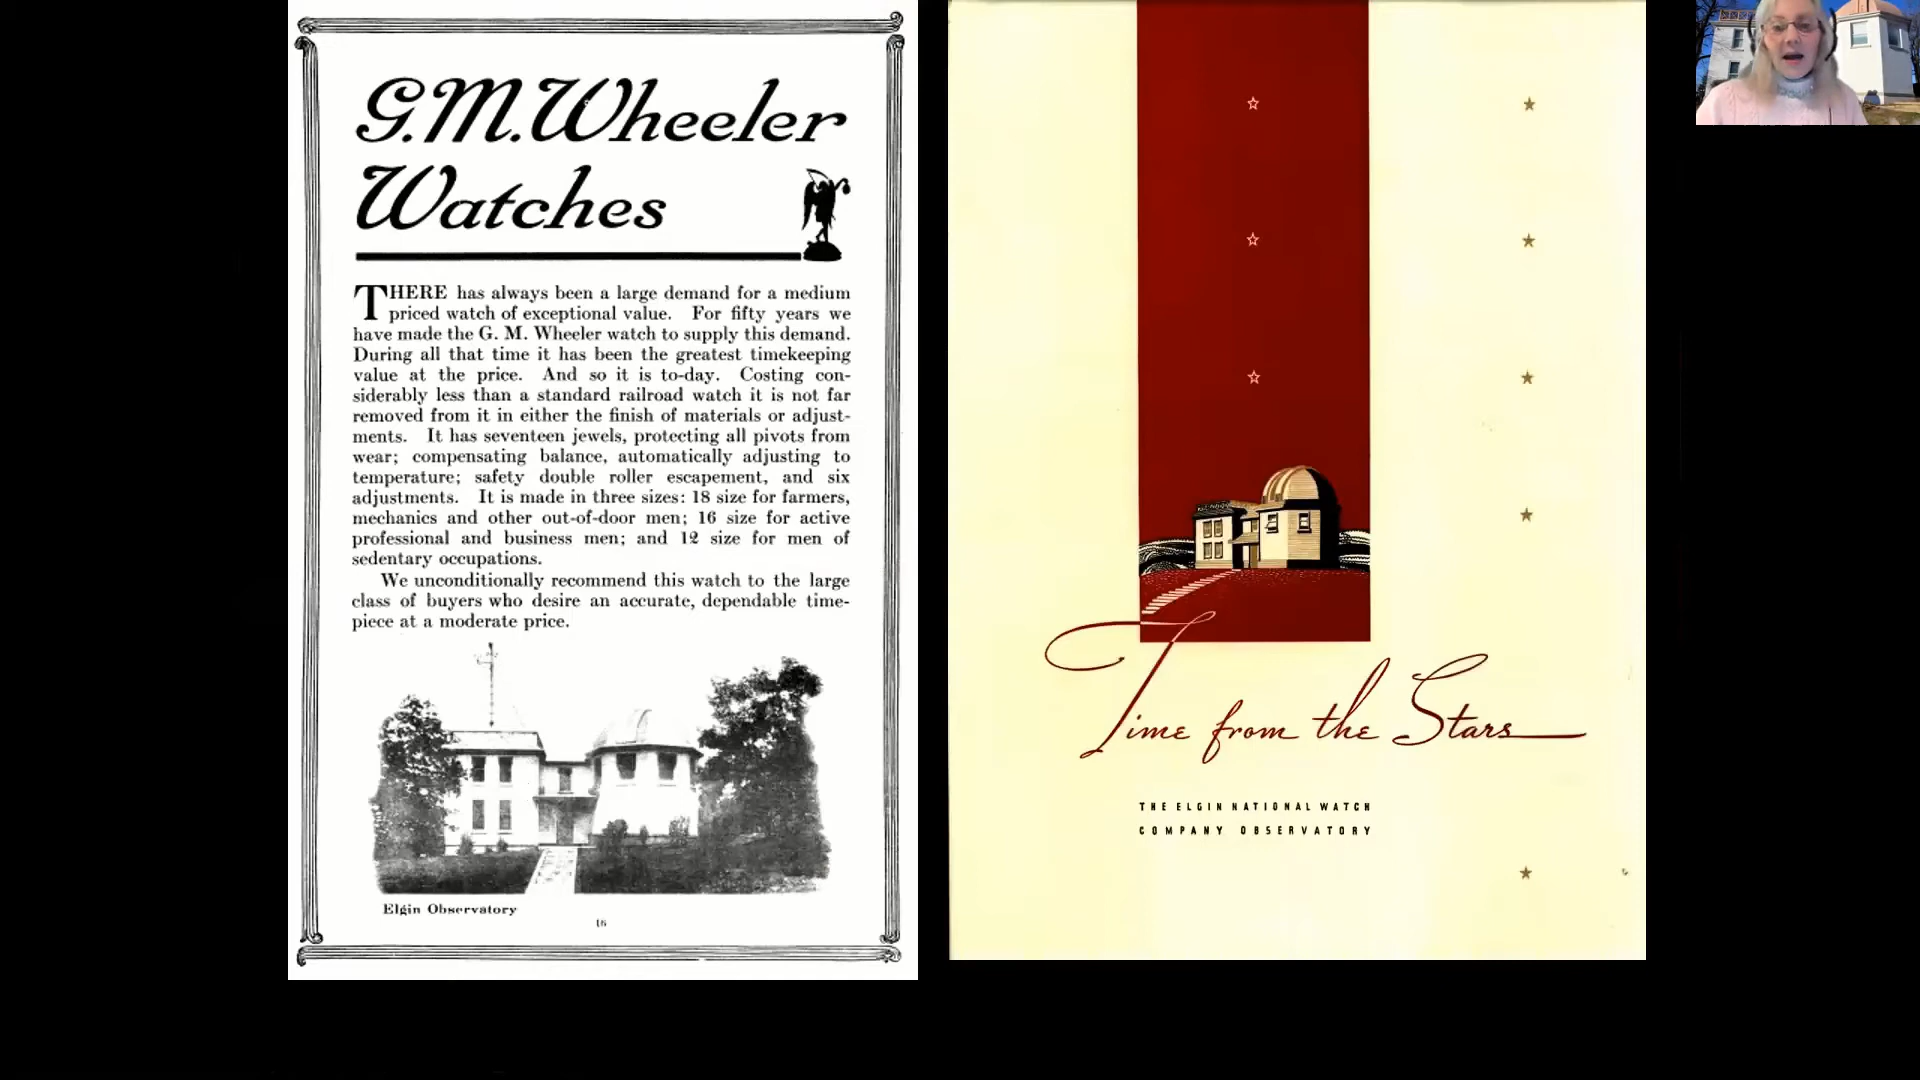 G.M.Wheeler
Watches
THERE has always been a large demand for a medium
priced watch of exceptional value. For fifty years we
have made the G. M. Wheeler watch to supply this demand.
During all that time it has been the greatest timekeeping
value at the price. And so it is to-day. Costing con-
siderably less than a standard railroad watch it is not far
removed from it in either the finish of materials or adjust-
ments. It has seventeen jewels, protecting all pivots from
wear; compensating balance, automatically adjusting to
temperature; safety double roller escapement, and six
adjustments. It is made in three sizes: 18 size for farmers,
mechanics and other out-of-door men; 16 size for active
professional and business men; and 12 size for men of
sedentary occupations.
We unconditionally recommend this watch to the large
class of buyers who desire an accurate, dependable time-
piece at a moderate price.
Elgin Observatory
16
Time from the Stars
THE ELGIN NATIONAL WATCH
COMPANY OBSERVATORY